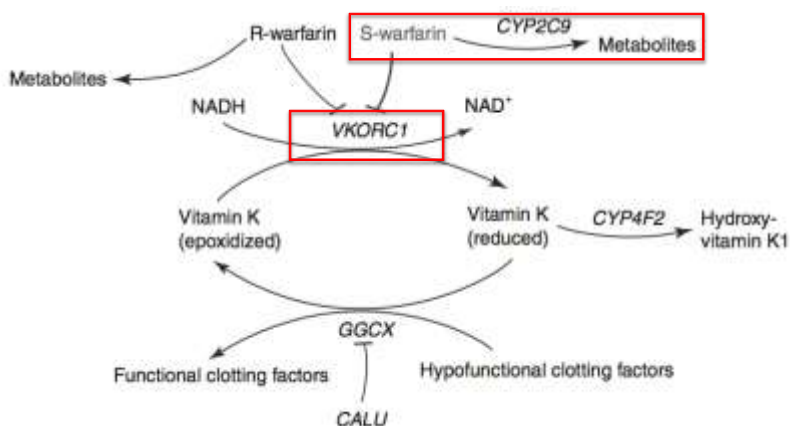 R-warfarin
S-warfarin
CYP2C9
Metabolites
Metabolites
NADH
VKORC1
NAD+
Vitamin K
(epoxidized)
Vitamin K
(reduced)
CYP4F2
Hydroxy-
vitamin K1
GGCX
Functional clotting factors
Hypofunctional clotting factors
CALU